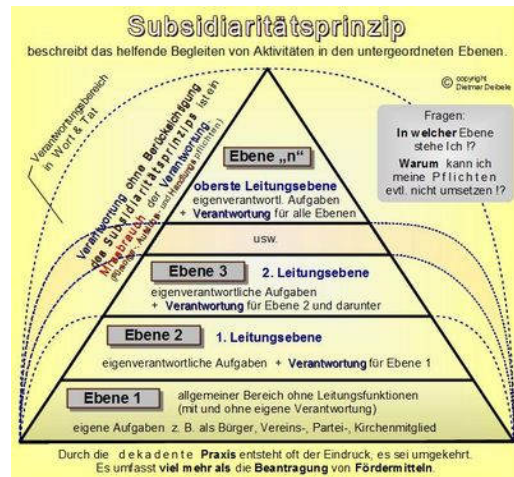 Subsidiaritätsprinzip
beschreibt das helfende Begleiten von Aktivitäten in den untergeordneten Ebenen.
© copyright
Dietmar Deibele
Verantwortungsbereich
in Wort & Tat
Verantwortung ohne Berücksichtigung
des Subsidiaritätsprinzips ist ein
Missbrauch der Verantwortung.
Fragen:
In welcher Ebene
stehe Ich !?
Warum kann ich
meine Pflichten
evtl. nicht umsetzen !?
Ebene „n"
oberste Leitungsebene
eigenverantwortl. Aufgaben
+ Verantwortung für alle Ebenen
usw.
Ebene 3 2. Leitungsebene
eigenverantwortliche Aufgaben
+ Verantwortung für Ebene 2 und darunter
Ebene 2 1. Leitungsebene
eigenverantwortliche Aufgaben + Verantwortung für Ebene 1
Ebene 1 allgemeiner Bereich ohne Leitungsfunktionen
(mit und ohne eigene Verantwortung)
eigene Aufgaben z. B. als Bürger, Vereins-, Partei-, Kirchenmitglied
Durch die dekadente Praxis entsteht oft der Eindruck, es sei umgekehrt.
Es umfasst viel mehr als die Beantragung von Fördermitteln.